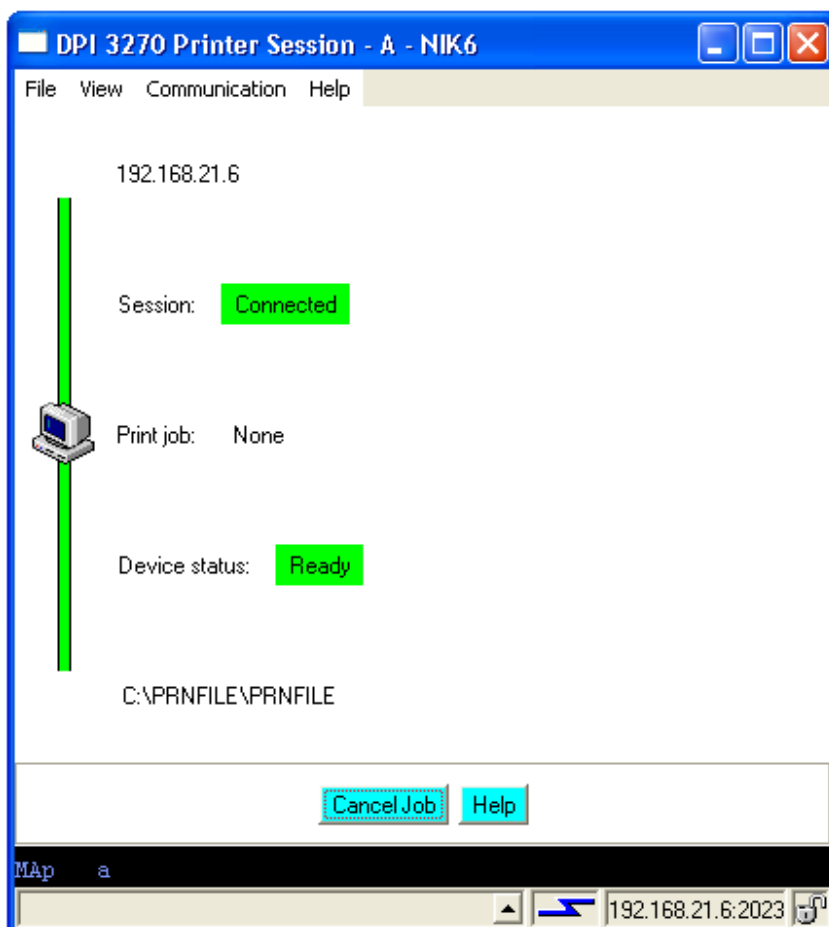 DPI 3270 Printer Session - A - NIK6
File View Communication Help
192.168.21.6
Session: Connected
Print job: None
Device status: Ready
C:\PRNFILE\PRNFILE
Cancel Job Help
MAp a
192.168.21.6:2023